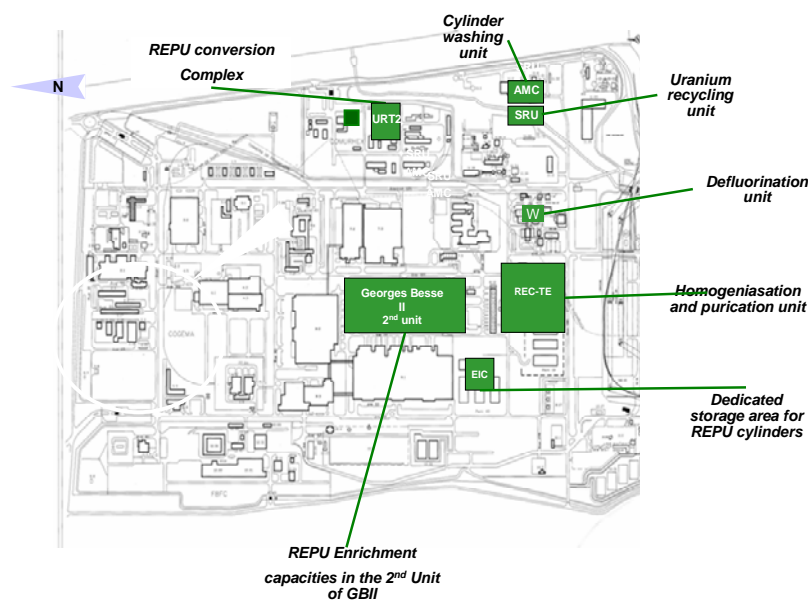 Cylinder
washing
unit
REPU conversion
Complex
N
AMC
SRU
URT2
Uranium
recycling
unit
Defluorination
unit
W
Georges Besse
II
2nd unit
REC-TE
Homogeniasation
and purication unit
COGEMA
EIC
Dedicated
storage area for
REPU cylinders
FBFC
REPU Enrichment
capacities in the 2nd Unit
of GBII